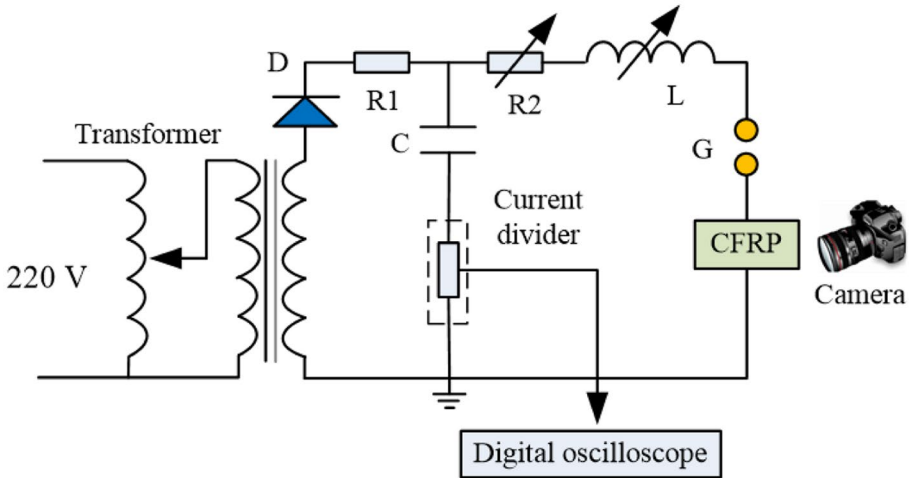 D
R1
R2
L
Transformer
C
G
Current
divider
CFRP
220 V
Camera
Digital oscilloscope